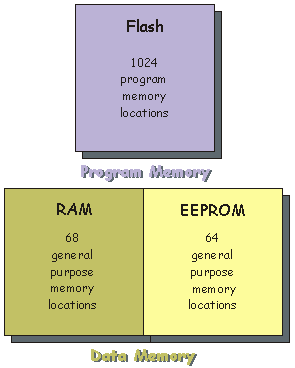 Flash
1024
program
memory
locations
Program Memory
RAM
68
general
purpose
memory
locations
EEPROM
64
general
purpose
memory
locations
Data Memory